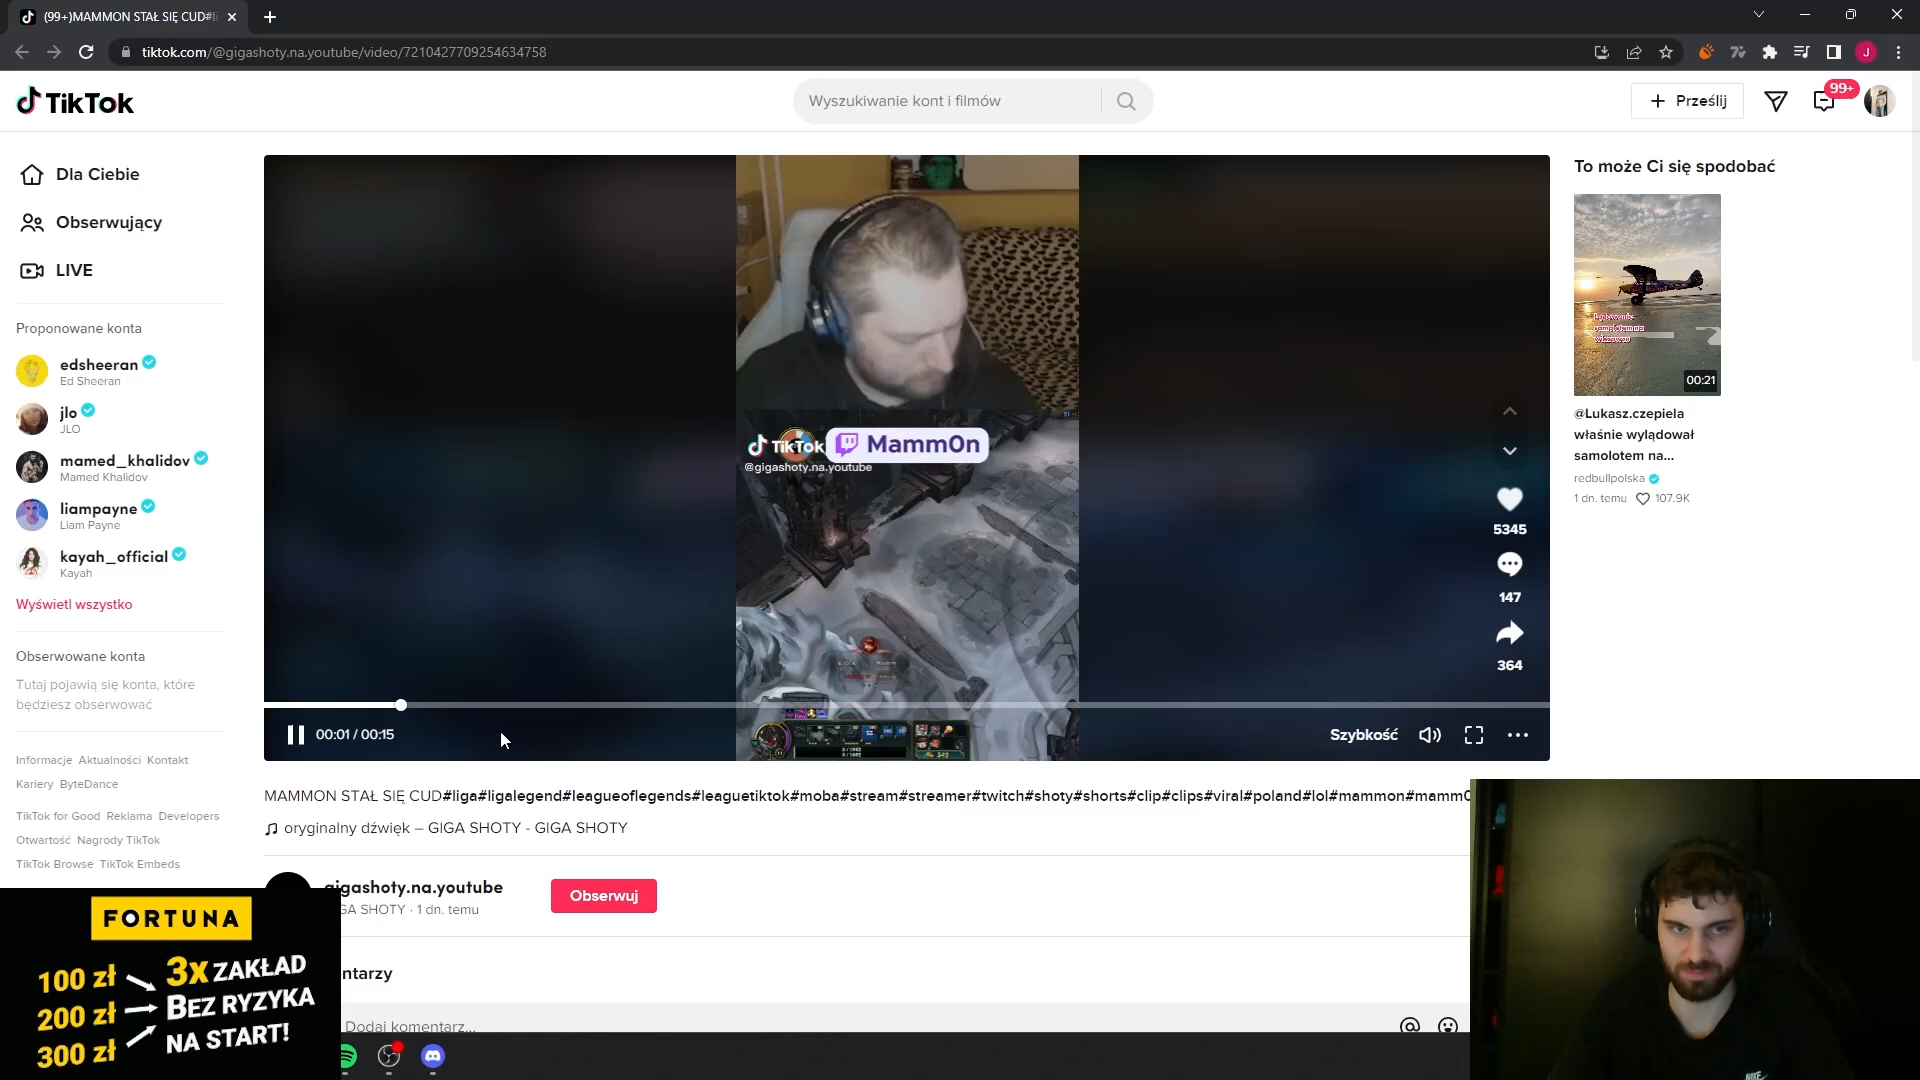 (99+)MAMMON STAŁ SIĘ CUD#li
tiktok.com/@gigashoty.na.youtube/video/7210427709254634758
J
TikTok
Wyszukiwanie kont i filmów
Prześlij
99+
Dla Ciebie
Obserwujący
LIVE
Proponowane konta
edsheeran
Ed Sheeran
jlo
JLO
mamed_khalidov
Mamed Khalidov
liampayne
Liam Payne
kayah_official
Kayah
Wyświetl wszystko
Obserwowane konta
Tutaj pojawią się konta, które
będziesz obserwować
Informacje Aktualności Kontakt
Kariery ByteDance
TikTok for Good Reklama Developers
Otwartość Nagrody TikTok
TikTok Browse TikTok Embeds
TikTok
Mamm0n
@gigashoty.na.youtube
5345
147
364
00:01 / 00:15
Szybkość
MAMMON STAŁ SIĘ CUD#liga#ligalegend#leagueoflegends#leaguetiktok#moba#stream#streamer#twitch#shoty#shorts#clip#clips#viral#poland#lol#mammon#mamm0
oryginalny dźwięk – GIGA SHOTY - GIGA SHOTY
gigashoty.na.youtube
GA SHOTY · 1 dn. temu
Obserwuj
entarzy
Dodaj komentarz...
To może Ci się spodobać
00:21
@Lukasz.czepiela
właśnie wylądował
samolotem na...
redbullpolska
1 dn. temu 107.9K
FORTUNA
100 zł
200 zł
300 zł
3x ZAKŁAD
BEZ RYZYKA
NA START!